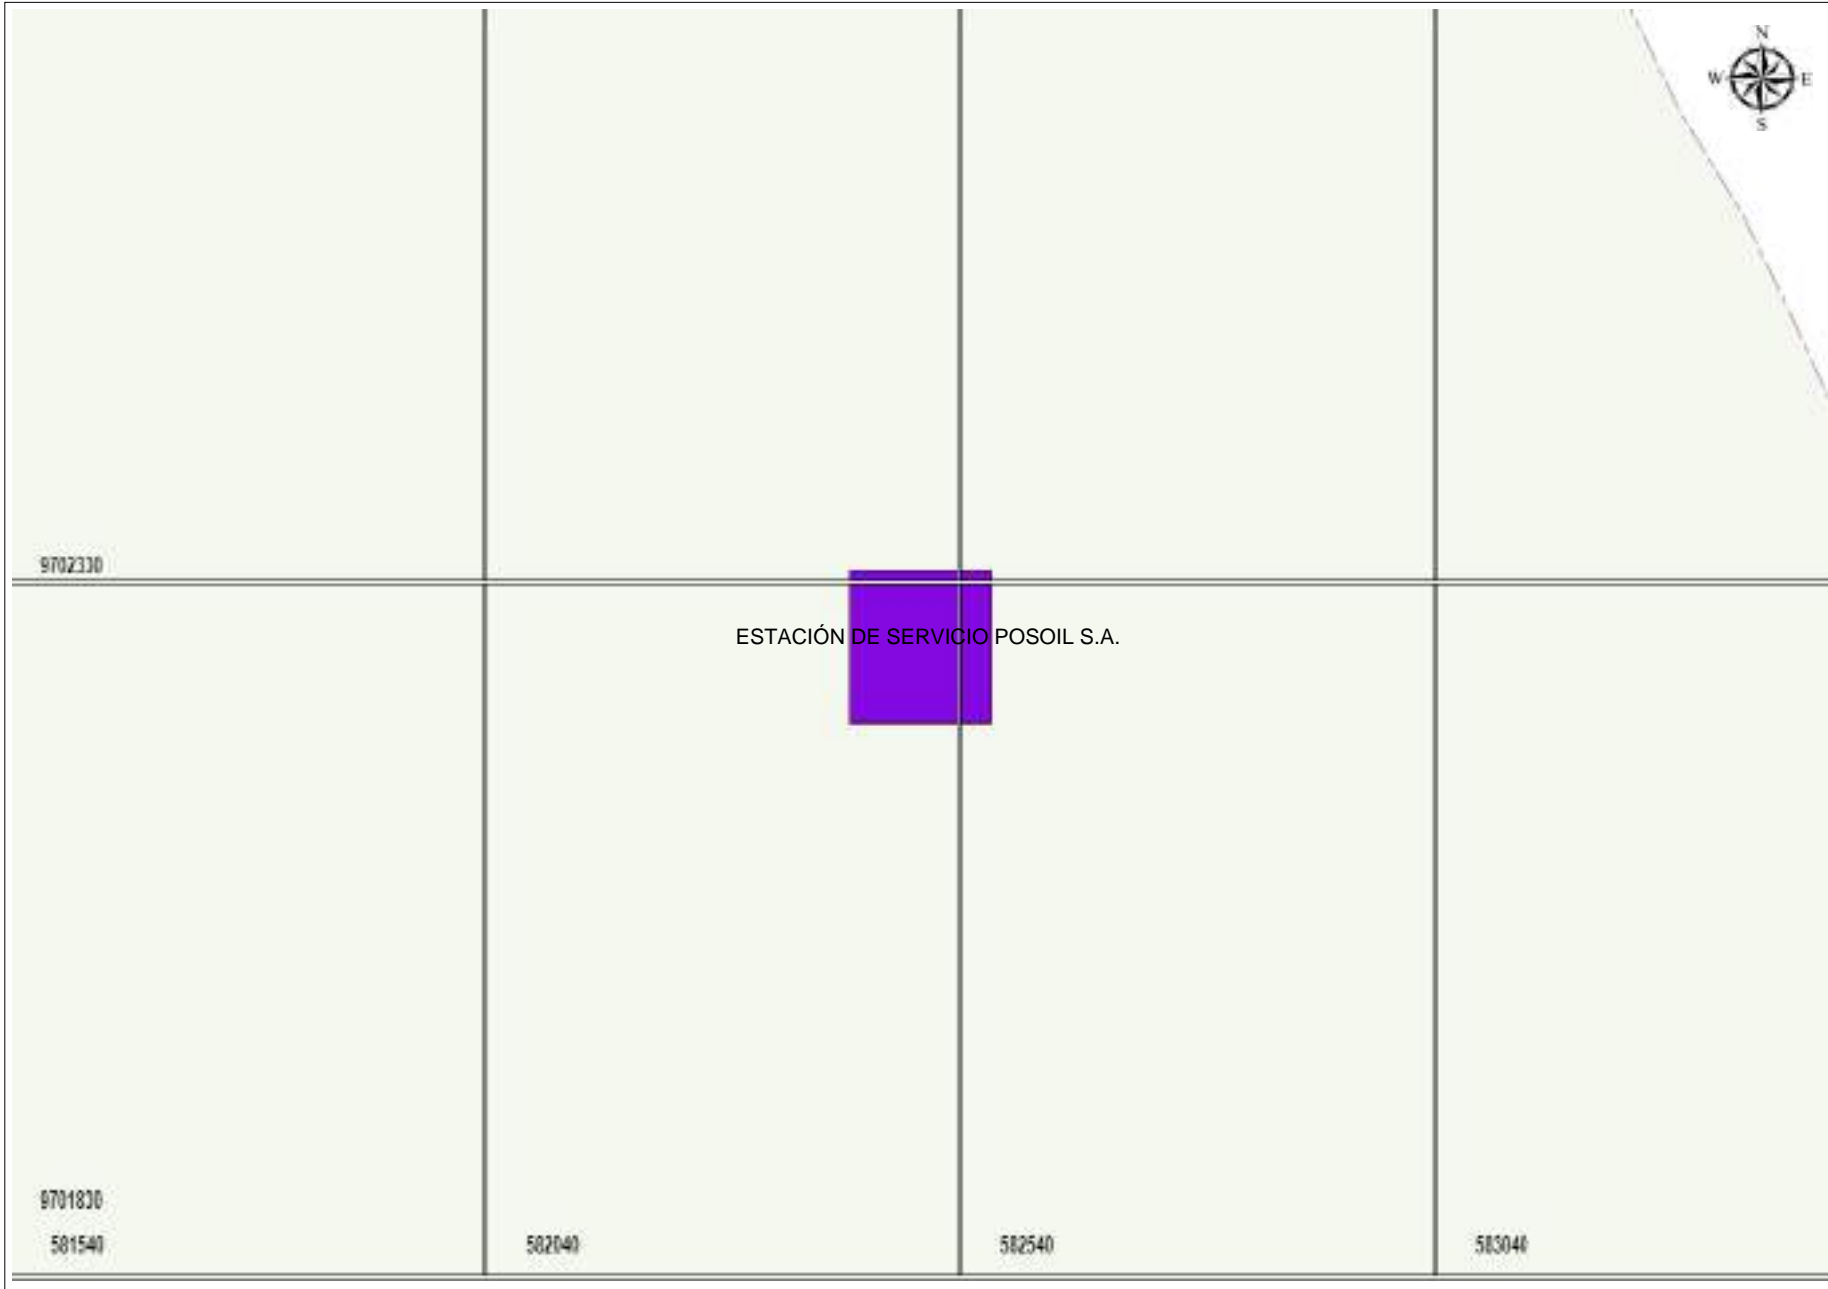 N
W E
S
9702330
ESTACIÓN DE SERVICIO POSOIL S.A.
9701830
581540 582040 582540 583040